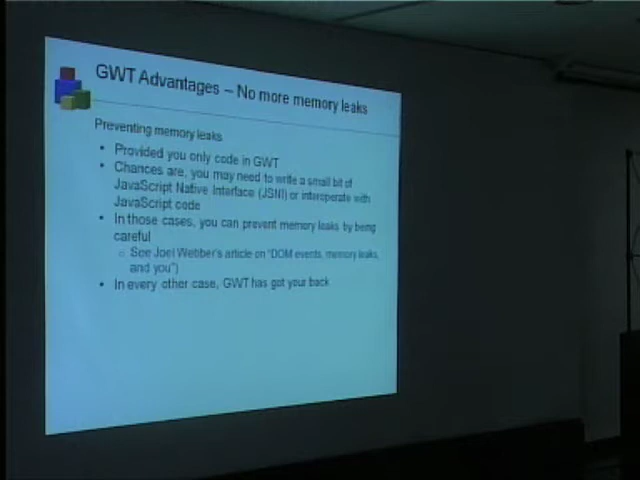 GWT Advantages – No more memory leaks
Preventing memory leaks
• Provided you only code in GWT
• Chances are, you may need to write a small bit of
JavaScript Native Interface (JSNI) or interoperate with
JavaScript code
• In those cases, you can prevent memory leaks by being
careful
○ See Joel Webber's article on "DOM events, memory leaks,
and you")
• In every other case, GWT has got your back